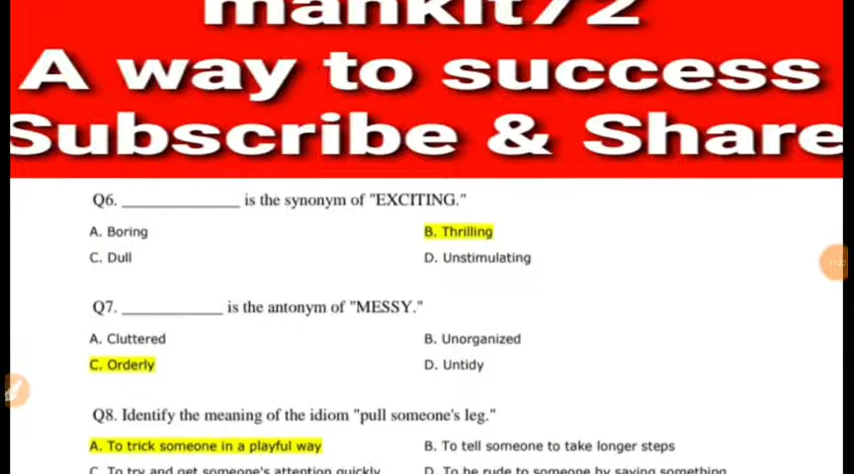 mankit72
A way to success
Subscribe & Share
Q6. ______________ is the synonym of "EXCITING."
A. Boring
B. Thrilling
C. Dull
D. Unstimulating
Q7. ____________ is the antonym of "MESSY."
A. Cluttered
B. Unorganized
C. Orderly
D. Untidy
Q8. Identify the meaning of the idiom "pull someone's leg."
A. To trick someone in a playful way
B. To tell someone to take longer steps
C. To try and get someone's attention quickly
D. To be rude to someone by saying something